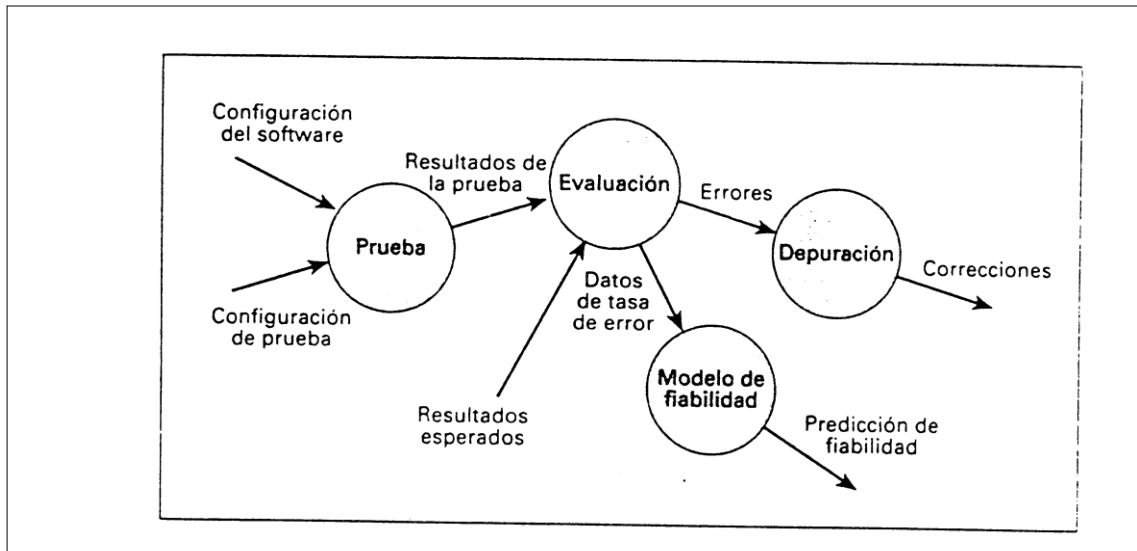 Configuración
del software
Resultados de
la prueba
Evaluación
Errores
Prueba
Depuración
Correcciones
Configuración
de prueba
Datos
de tasa
de error
Modelo de
fiabilidad
Resultados
esperados
Predicción de
fiabilidad